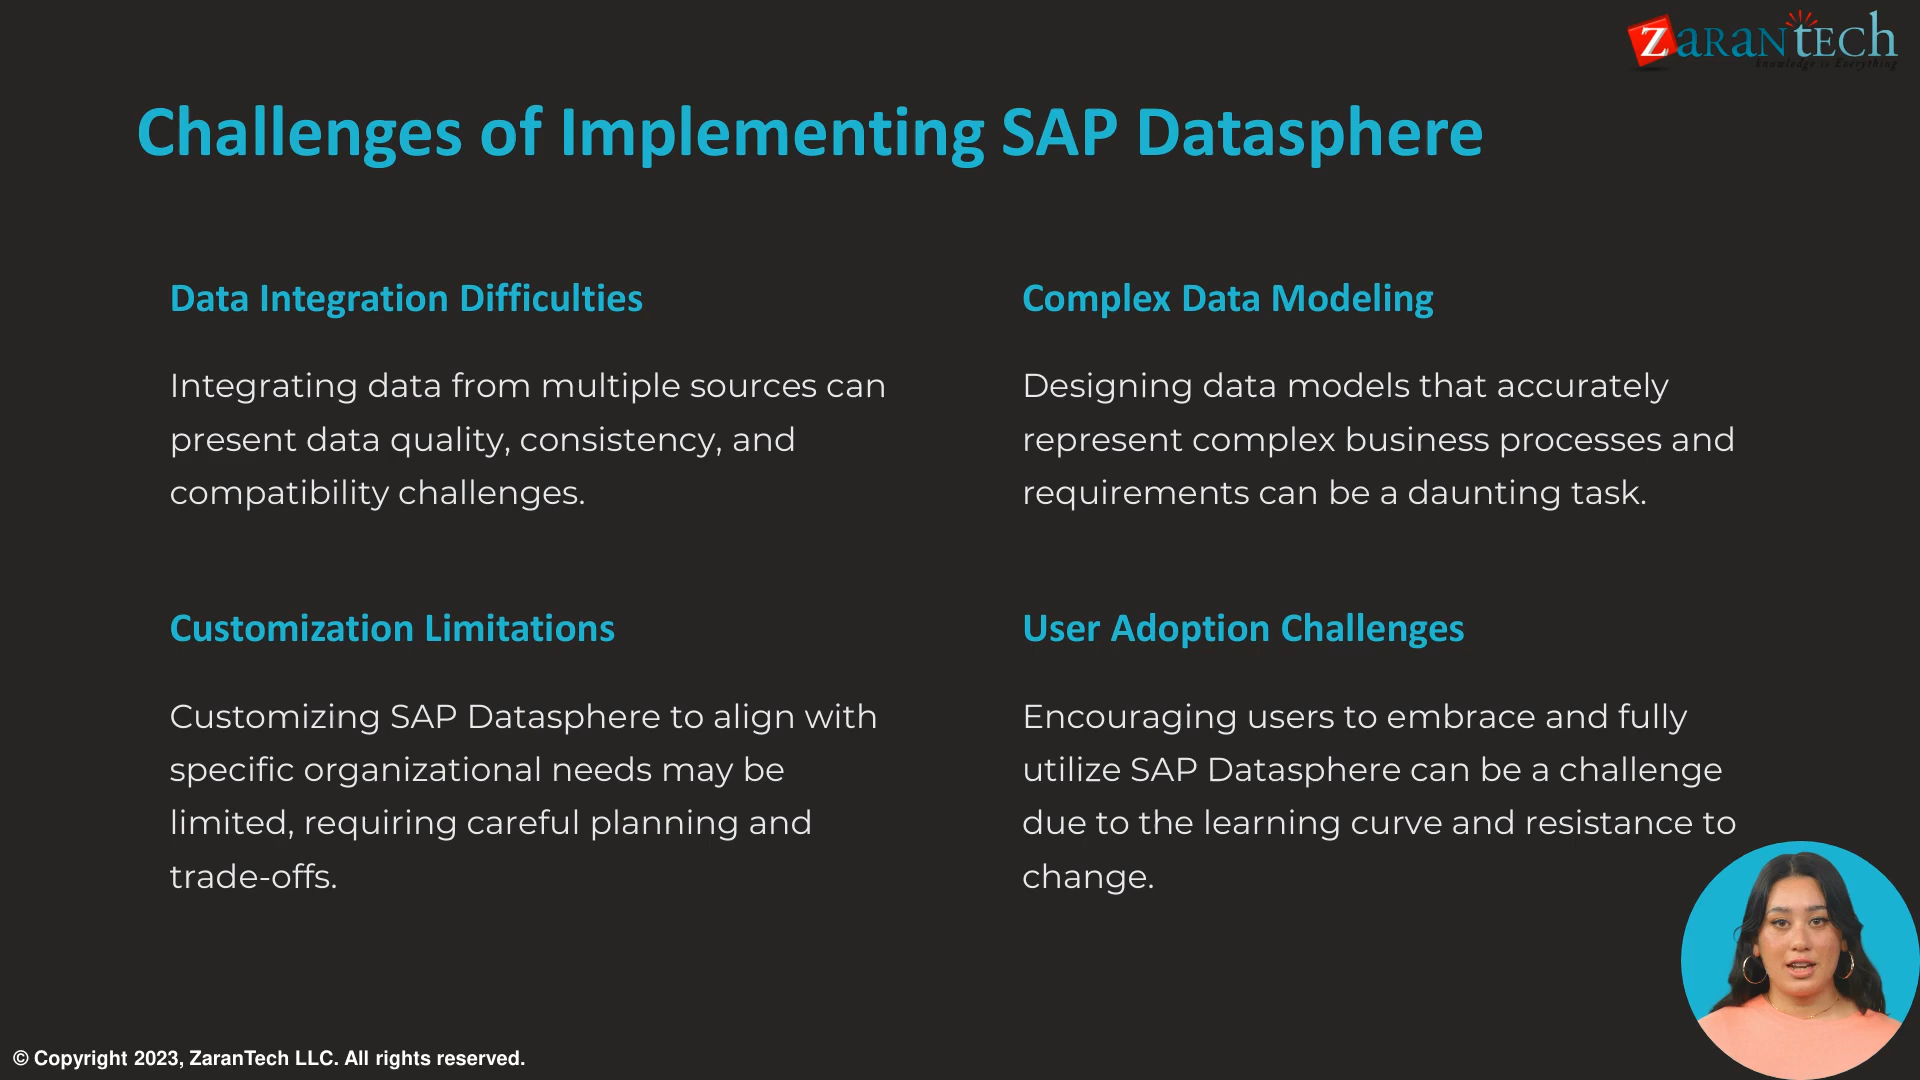 ZaranTech
knowledge is Everything
Challenges of Implementing SAP Datasphere
Data Integration Difficulties
Integrating data from multiple sources can
present data quality, consistency, and
compatibility challenges.
Complex Data Modeling
Designing data models that accurately
represent complex business processes and
requirements can be a daunting task.
Customization Limitations
Customizing SAP Datasphere to align with
specific organizational needs may be
limited, requiring careful planning and
trade-offs.
User Adoption Challenges
Encouraging users to embrace and fully
utilize SAP Datasphere can be a challenge
due to the learning curve and resistance to
change.
© Copyright 2023, ZaranTech LLC. All rights reserved.